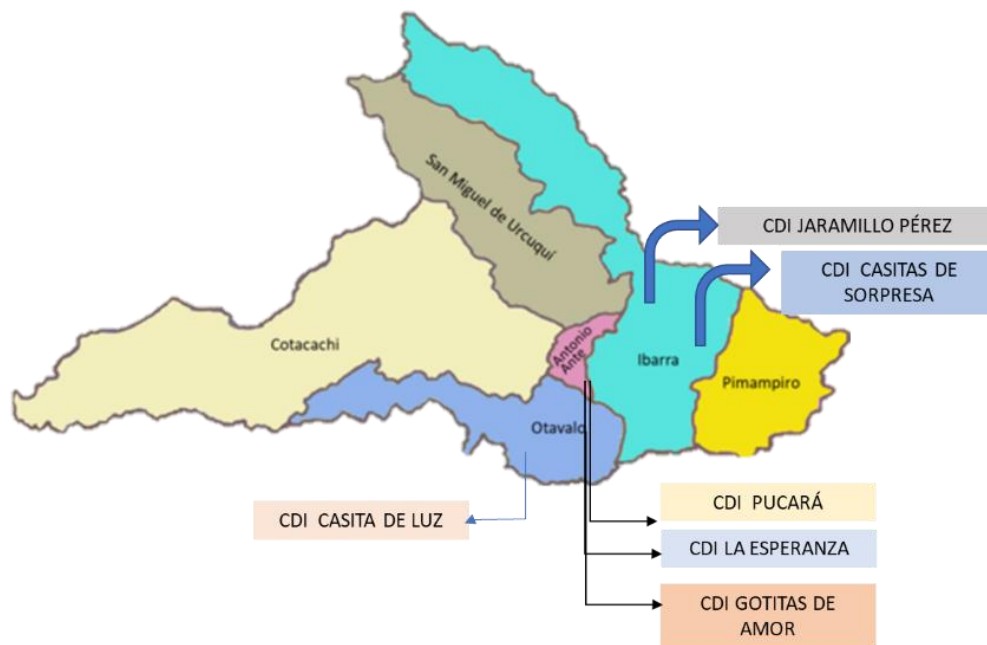 San Miguel de Urcuquí
CDI JARAMILLO PÉREZ
CDI CASITAS DE
SORPRESA
Cotacachi
Antonio
Ante
Ibarra
Pimampiro
Otavalo
CDI PUCARÁ
CDI CASITA DE LUZ
CDI LA ESPERANZA
CDI GOTITAS DE
AMOR